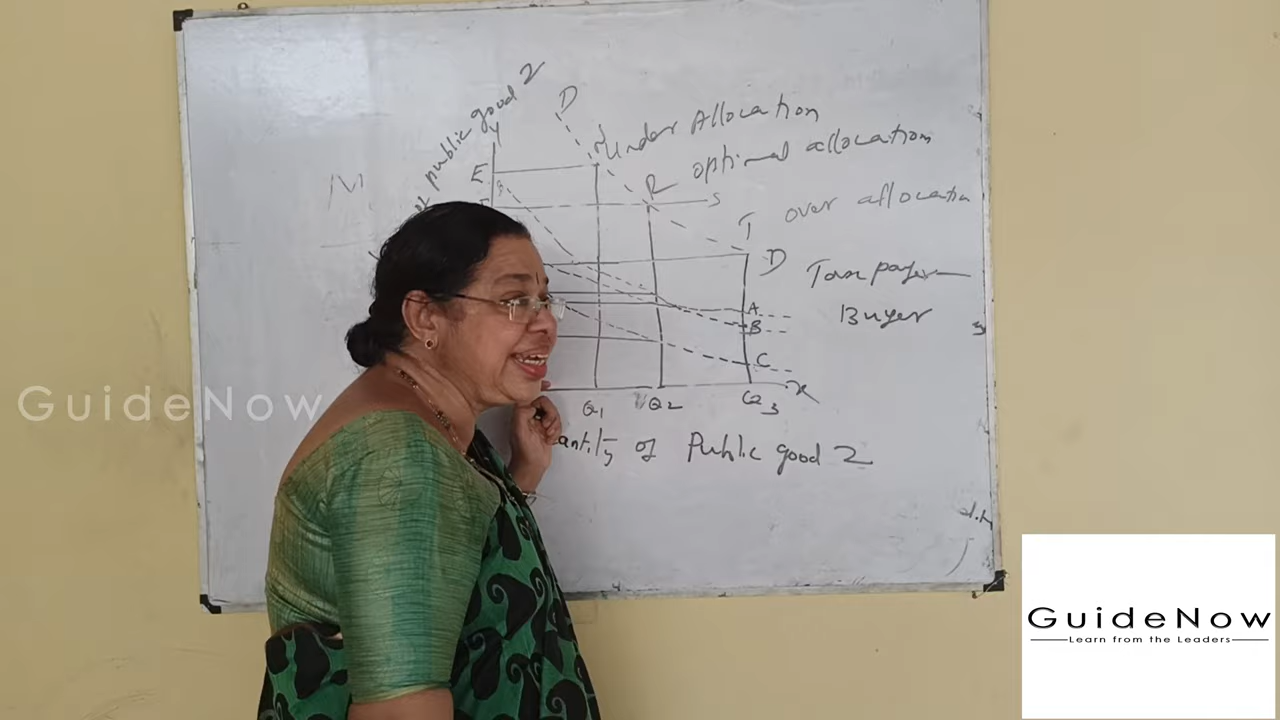 public good 2
Y
D
E
Under Allocation
R
S
optimal allocation
T
over allocation
D
Tax payer
Buyer
A
B
C
x
Q1
Q2
Q3
antity of Public good 2
GuideNow
GuideNow
Learn from the Leaders